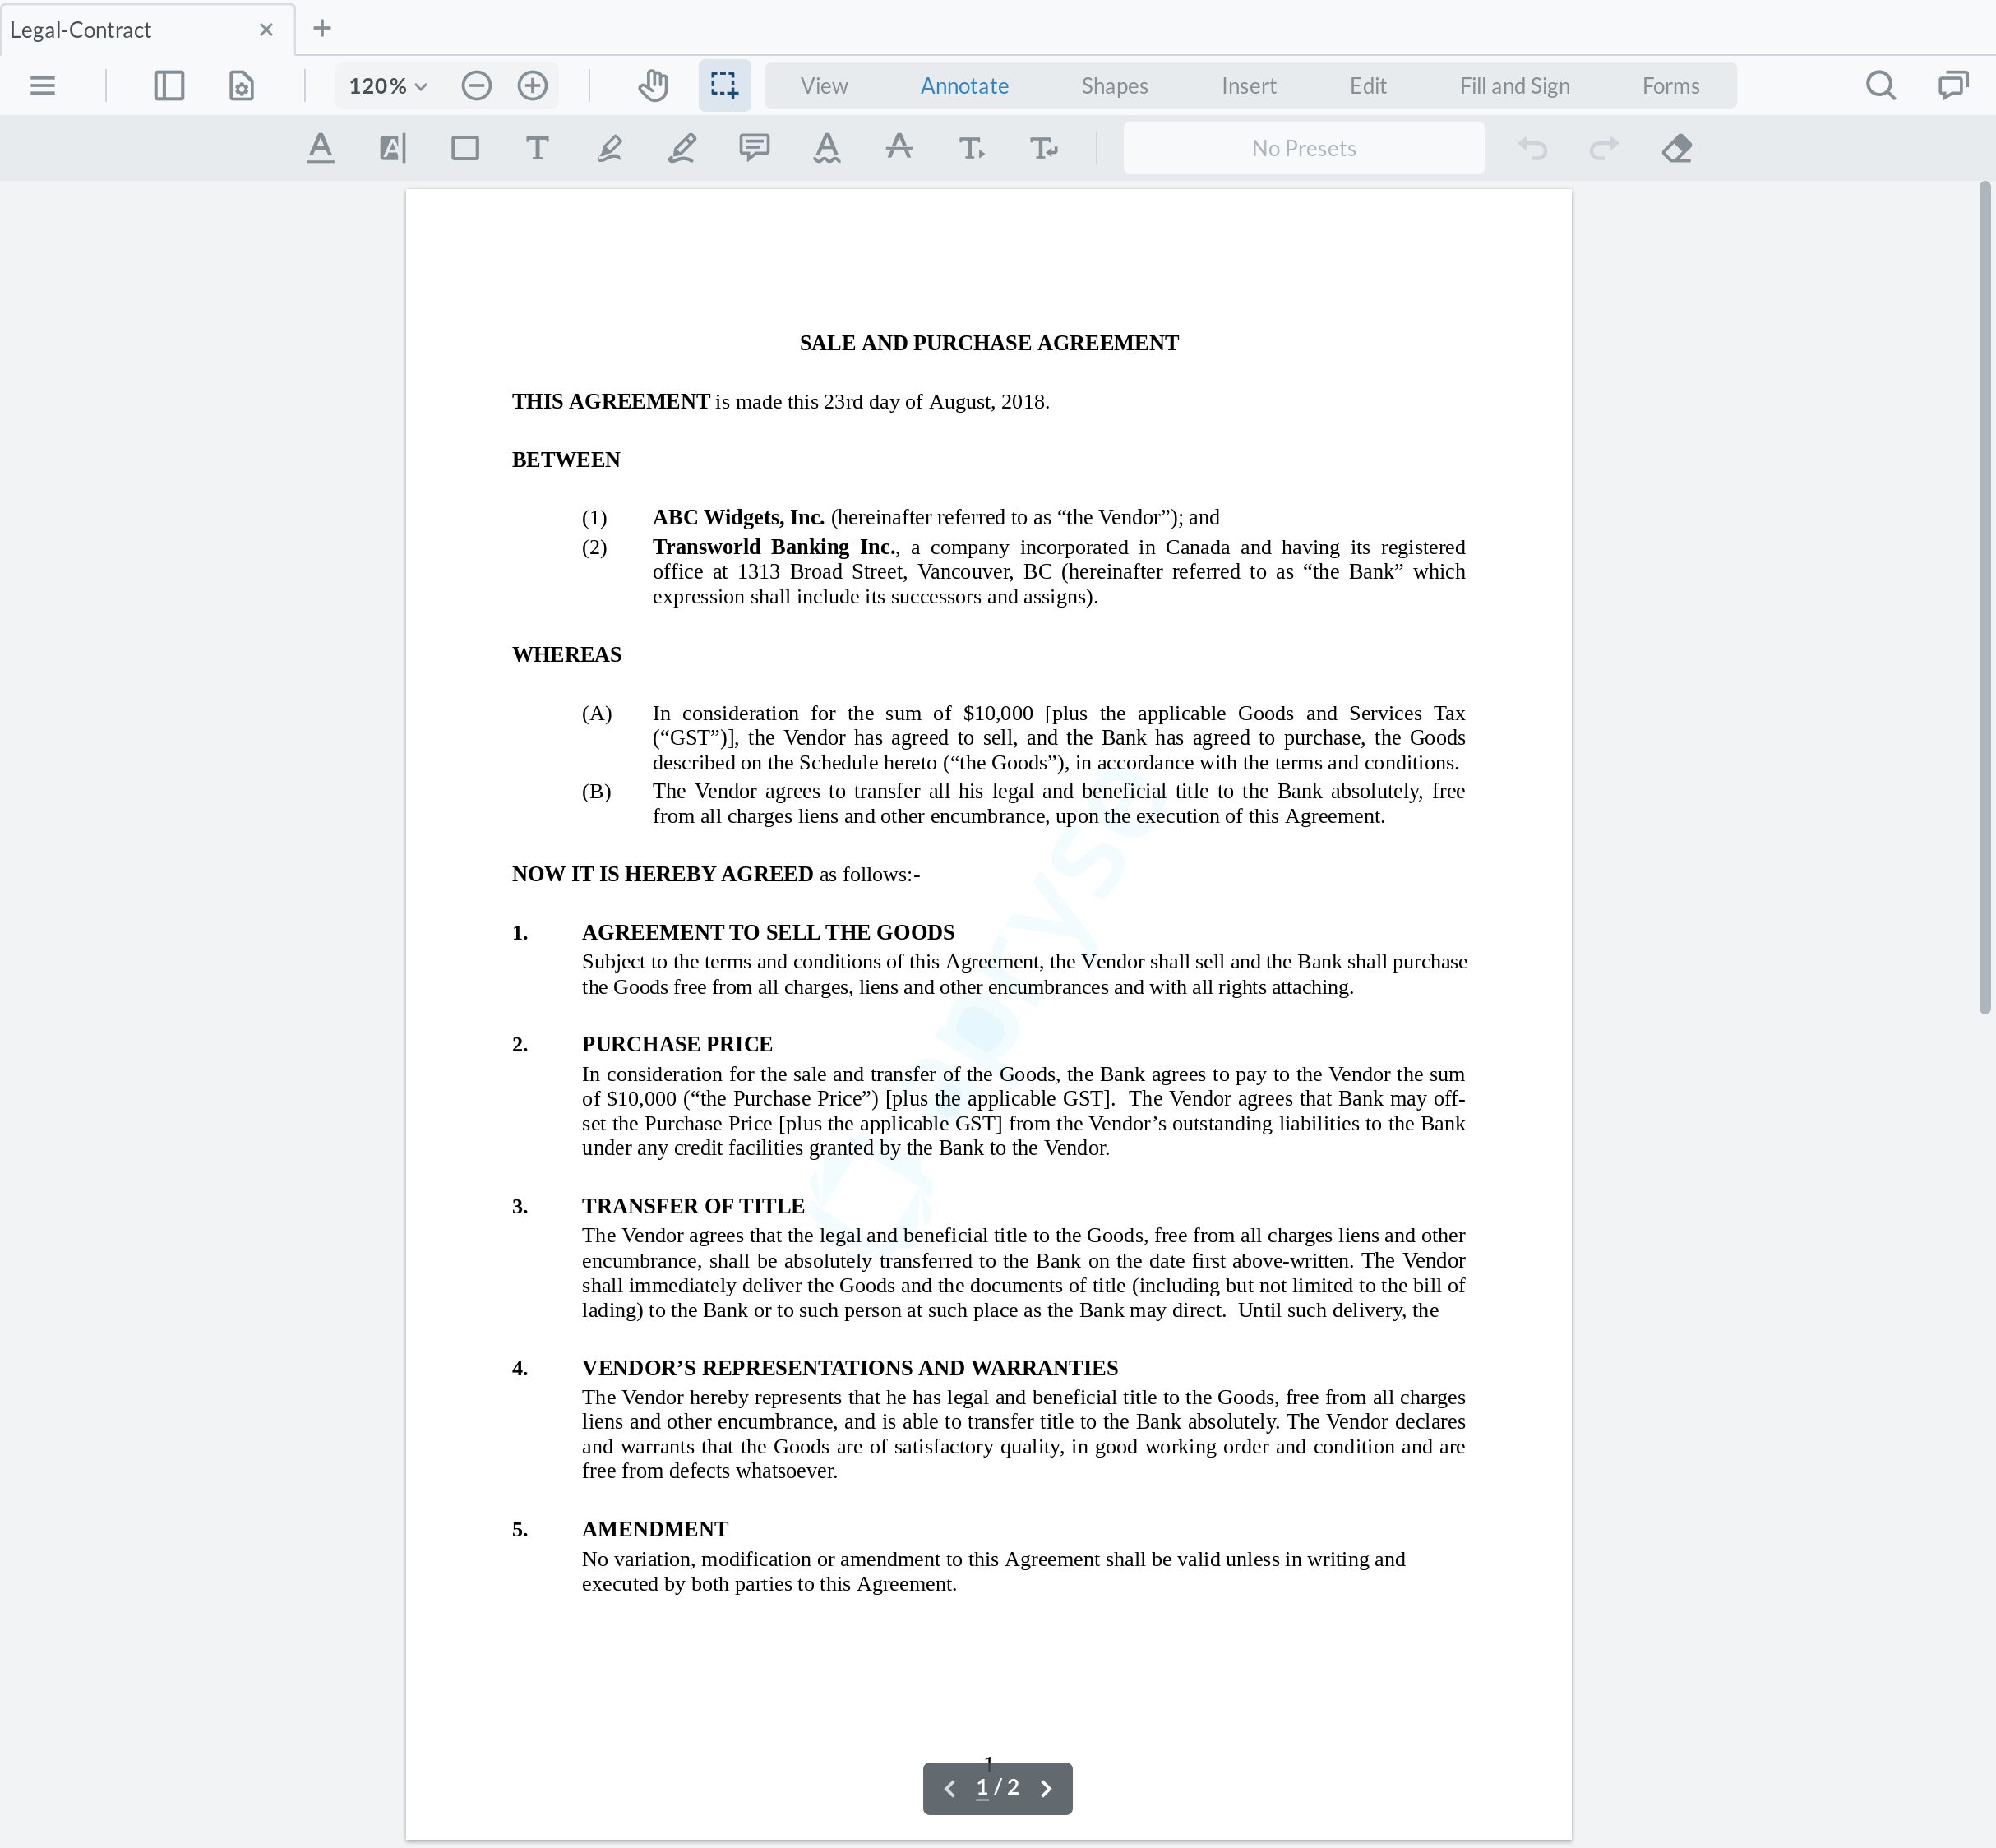 Legal-Contract
120%
View Annotate Shapes Insert Edit Fill and Sign Forms
No Presets
SALE AND PURCHASE AGREEMENT
THIS AGREEMENT is made this 23rd day of August, 2018.
BETWEEN
(1) ABC Widgets, Inc. (hereinafter referred to as “the Vendor”); and
(2) Transworld Banking Inc., a company incorporated in Canada and having its registered
office at 1313 Broad Street, Vancouver, BC (hereinafter referred to as “the Bank” which
expression shall include its successors and assigns).
WHEREAS
(A) In consideration for the sum of $10,000 [plus the applicable Goods and Services Tax
(“GST”)], the Vendor has agreed to sell, and the Bank has agreed to purchase, the Goods
described on the Schedule hereto (“the Goods”), in accordance with the terms and conditions.
(B) The Vendor agrees to transfer all his legal and beneficial title to the Bank absolutely, free
from all charges liens and other encumbrance, upon the execution of this Agreement.
NOW IT IS HEREBY AGREED as follows:-
1. AGREEMENT TO SELL THE GOODS
Subject to the terms and conditions of this Agreement, the Vendor shall sell and the Bank shall purchase
the Goods free from all charges, liens and other encumbrances and with all rights attaching.
2. PURCHASE PRICE
In consideration for the sale and transfer of the Goods, the Bank agrees to pay to the Vendor the sum
of $10,000 (“the Purchase Price”) [plus the applicable GST].  The Vendor agrees that Bank may off-
set the Purchase Price [plus the applicable GST] from the Vendor’s outstanding liabilities to the Bank
under any credit facilities granted by the Bank to the Vendor.
3. TRANSFER OF TITLE
The Vendor agrees that the legal and beneficial title to the Goods, free from all charges liens and other
encumbrance, shall be absolutely transferred to the Bank on the date first above-written. The Vendor
shall immediately deliver the Goods and the documents of title (including but not limited to the bill of
lading) to the Bank or to such person at such place as the Bank may direct.  Until such delivery, the
4. VENDOR’S REPRESENTATIONS AND WARRANTIES
The Vendor hereby represents that he has legal and beneficial title to the Goods, free from all charges
liens and other encumbrance, and is able to transfer title to the Bank absolutely. The Vendor declares
and warrants that the Goods are of satisfactory quality, in good working order and condition and are
free from defects whatsoever.
5. AMENDMENT
No variation, modification or amendment to this Agreement shall be valid unless in writing and
executed by both parties to this Agreement.
apryse
1
1 / 2